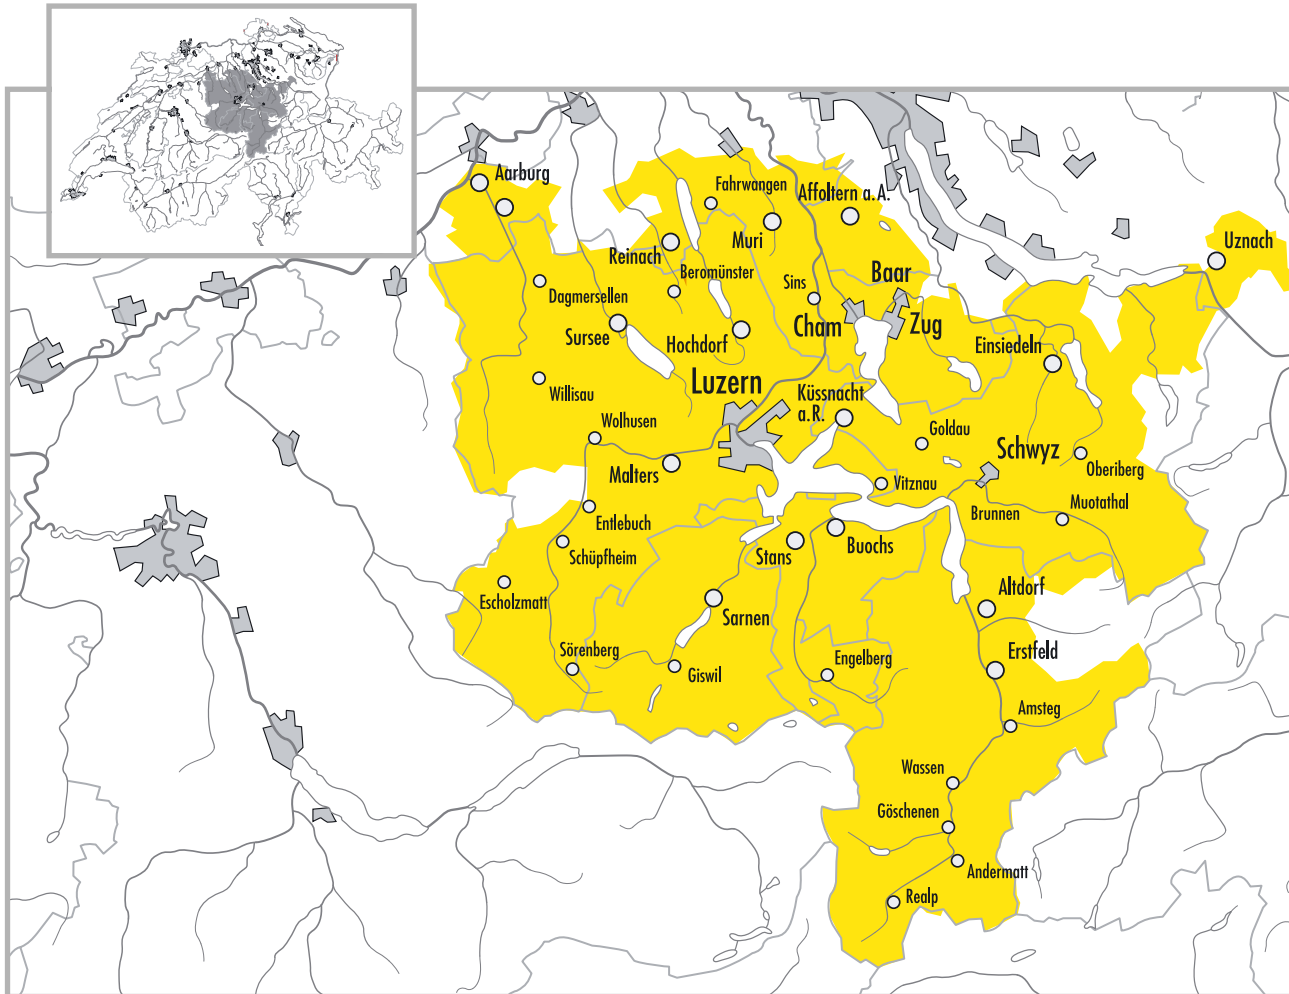 Aarburg
Fahrwangen
Affoltern a.A.
Muri
Uznach
Reinach
Beromünster
Baar
Sins
Dagmersellen
Cham
Zug
Sursee
Hochdorf
Einsiedeln
Luzern
Willisau
Küssnacht
a.R.
Wolhusen
Goldau
Schwyz
Malters
Oberiberg
Vitznau
Entlebuch
Brunnen
Muotathal
Schüpfheim
Stans
Buochs
Escholzmatt
Altdorf
Sarnen
Sörenberg
Giswil
Engelberg
Erstfeld
Amsteg
Wassen
Göschenen
Andermatt
Realp